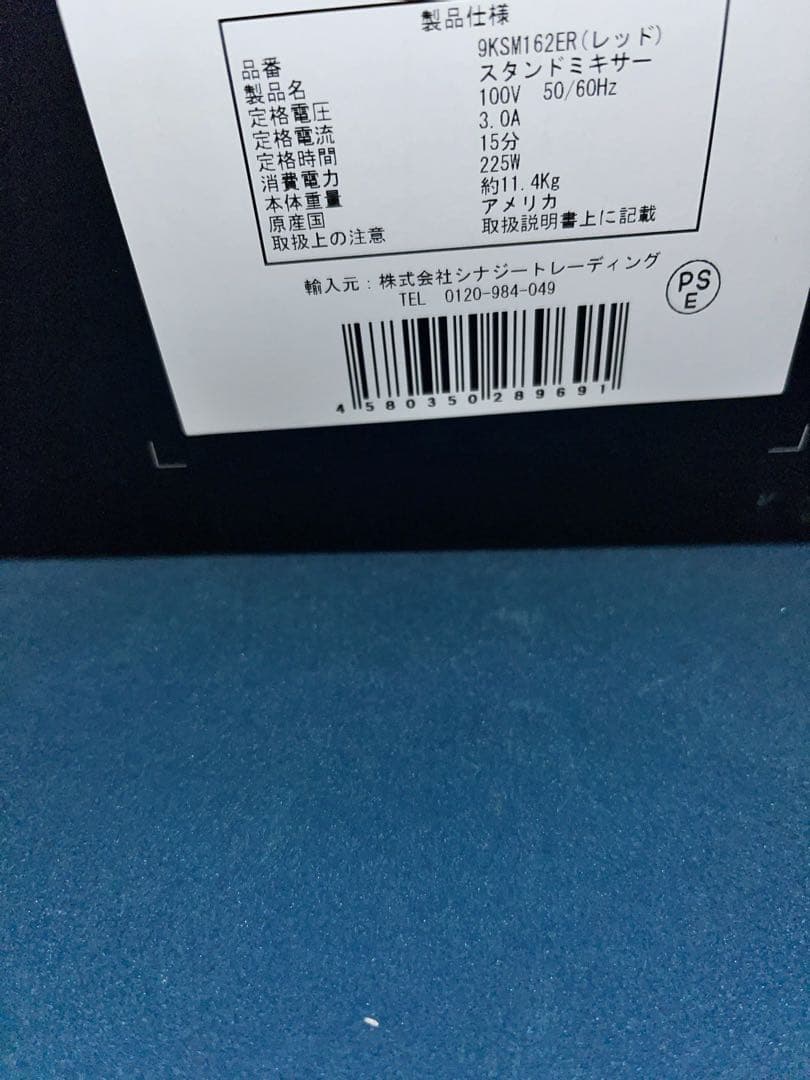 製品仕様
品番 9KSM162ER(レッド)
製品名 スタンドミキサー
定格電圧 100V 50/60Hz
定格電流 3.0A
定格時間 15分
消費電力 225W
本体重量 約11.4Kg
原産国 アメリカ
取扱上の注意 取扱説明書上に記載
輸入元:株式会社シナジートレーディング
TEL 0120-984-049
PS
E
4580350289691